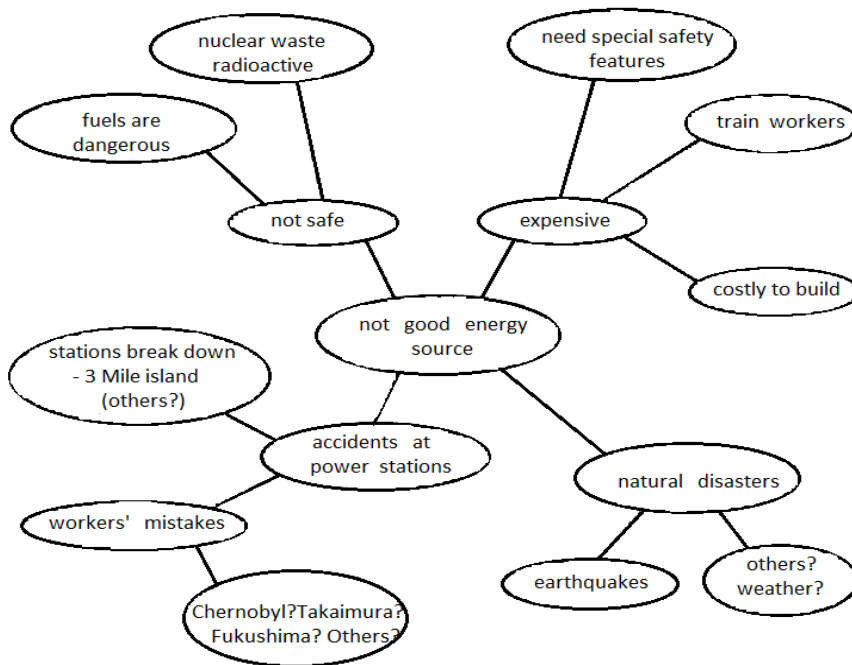 nuclear waste
radioactive
need special safety
features
fuels are
dangerous
train workers
not safe
expensive
costly to build
not good energy
source
stations break down
- 3 Mile island
(others?)
accidents at
power stations
natural disasters
workers' mistakes
earthquakes
others?
weather?
Chernobyl?Takaimura?
Fukushima? Others?